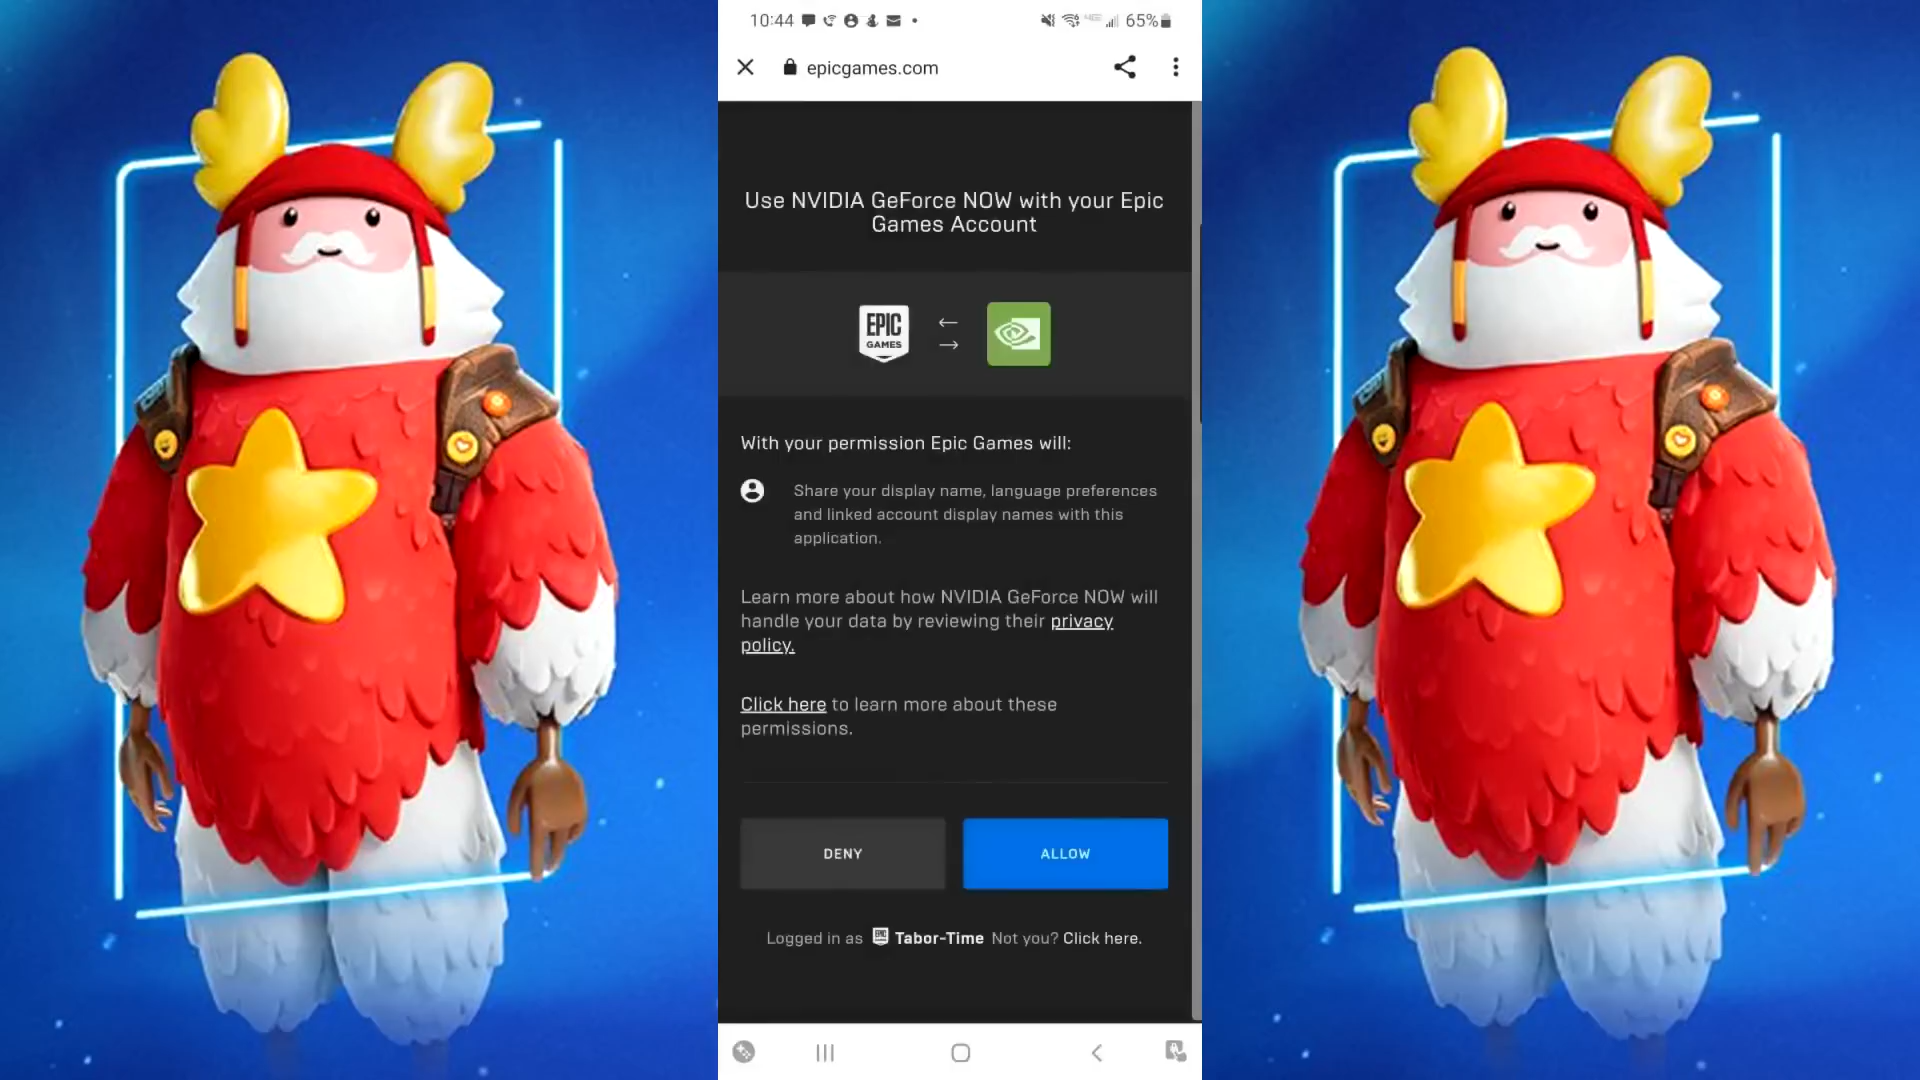 10:44
65%
epicgames.com
Use NVIDIA GeForce NOW with your Epic
Games Account
EPIC
GAMES
With your permission Epic Games will:
Share your display name, language preferences
and linked account display names with this
application.
Learn more about how NVIDIA GeForce NOW will
handle your data by reviewing their privacy
policy.
Click here to learn more about these
permissions.
DENY
ALLOW
Logged in as EPIC Tabor-Time Not you? Click here.